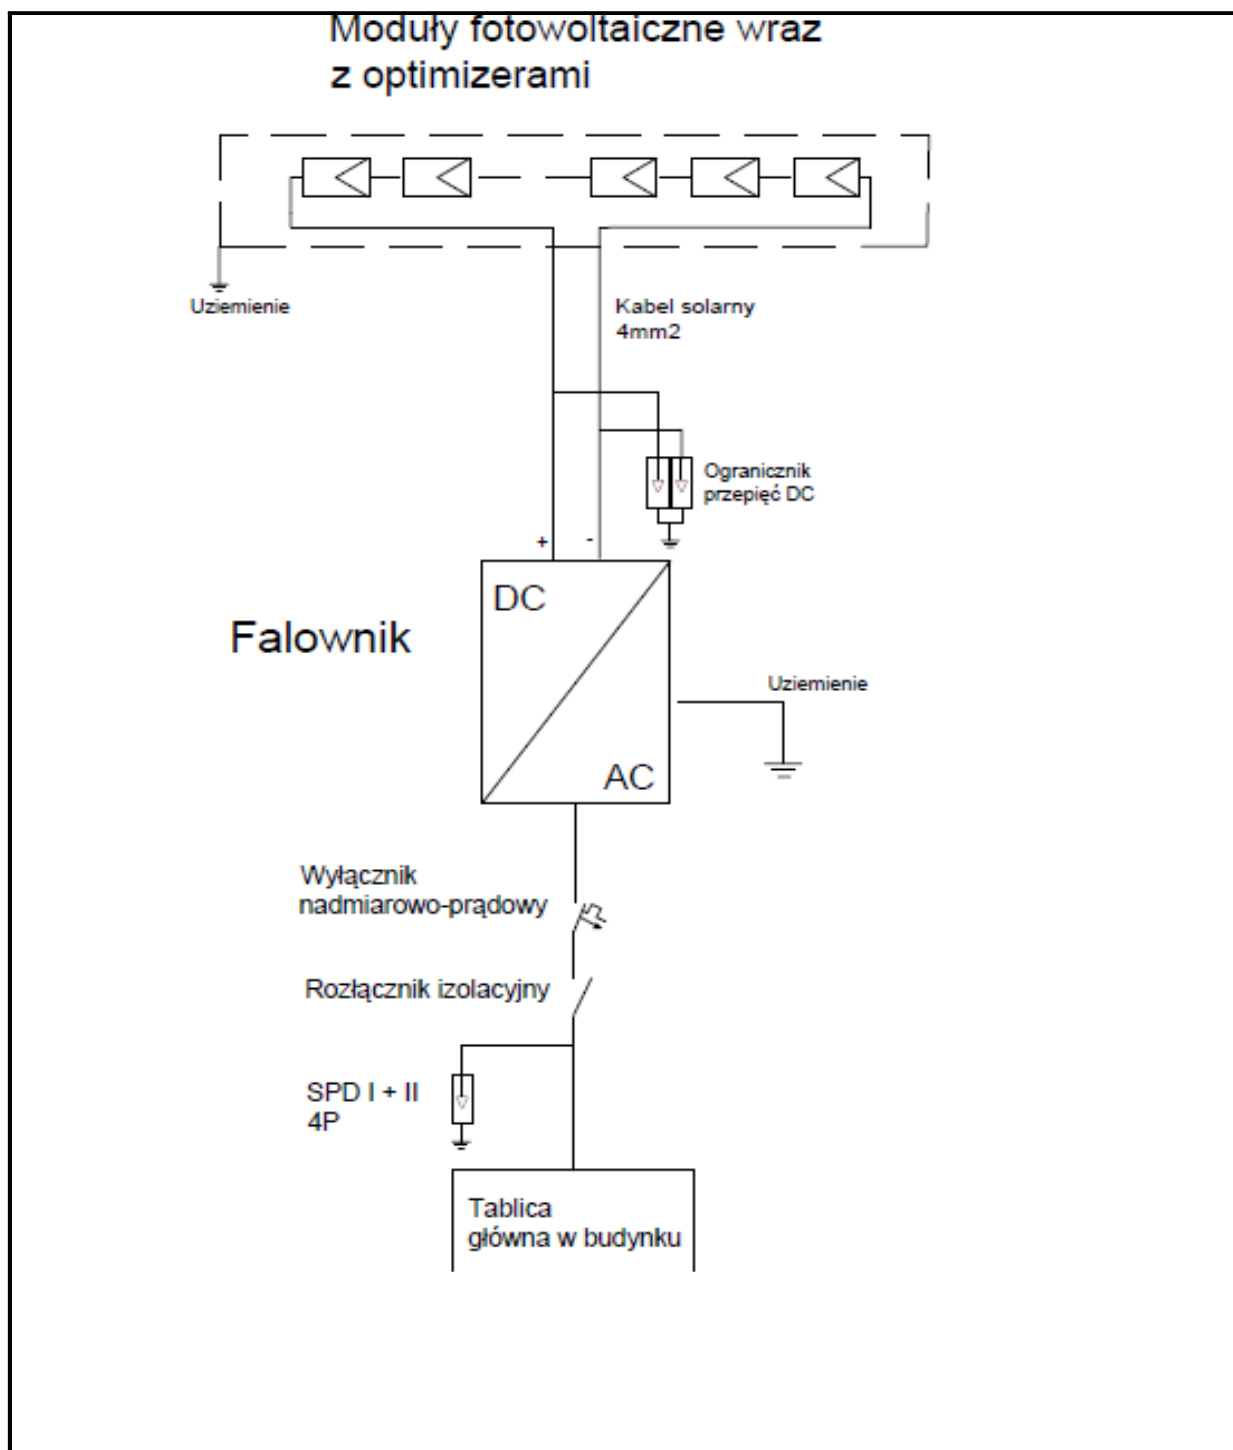 Moduły fotowoltaiczne wraz
z optimizerami
Uziemienie
Kabel solarny
4mm2
Ogranicznik
przepięć DC
+ -
DC
Falownik
Uziemienie
AC
Wyłącznik
nadmiarowo-prądowy
Rozłącznik izolacyjny
SPD I + II
4P
Tablica
główna w budynku